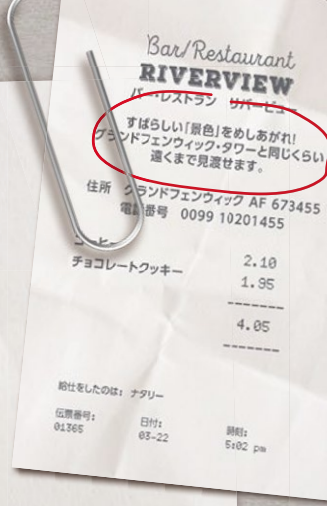 Bar/Restaurant
RIVERVIEW
バー・レストラン リバービュー
すばらしい「景色」をめしあがれ!
グランドフェンウィック・タワーと同じくらい
遠くまで見渡せます。
住所 グランドフェンウィック AF 673455
電話番号 0099 10201455
コーヒー 2.10
チョコレートクッキー 1.95
-------
4.05
-------
給仕をしたのは: ナタリー
伝票番号: 日付: 時刻:
01365 03-22 5:02 pm